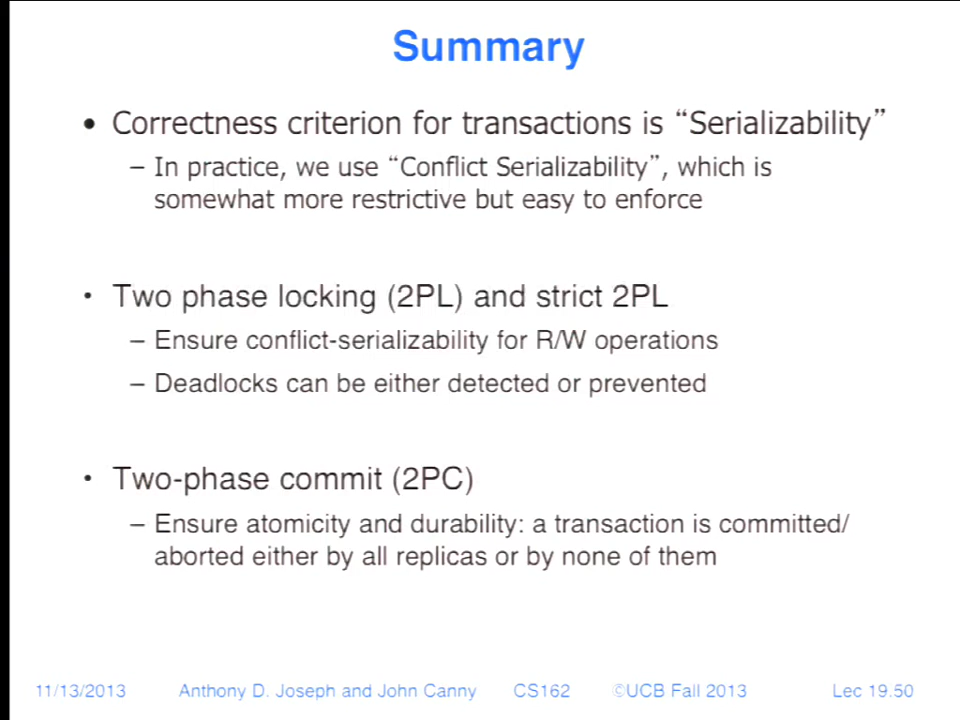 Summary
• Correctness criterion for transactions is “Serializability”
– In practice, we use “Conflict Serializability”, which is
somewhat more restrictive but easy to enforce
• Two phase locking (2PL) and strict 2PL
– Ensure conflict-serializability for R/W operations
– Deadlocks can be either detected or prevented
• Two-phase commit (2PC)
– Ensure atomicity and durability: a transaction is committed/
aborted either by all replicas or by none of them
11/13/2013 Anthony D. Joseph and John Canny CS162 ©UCB Fall 2013 Lec 19.50